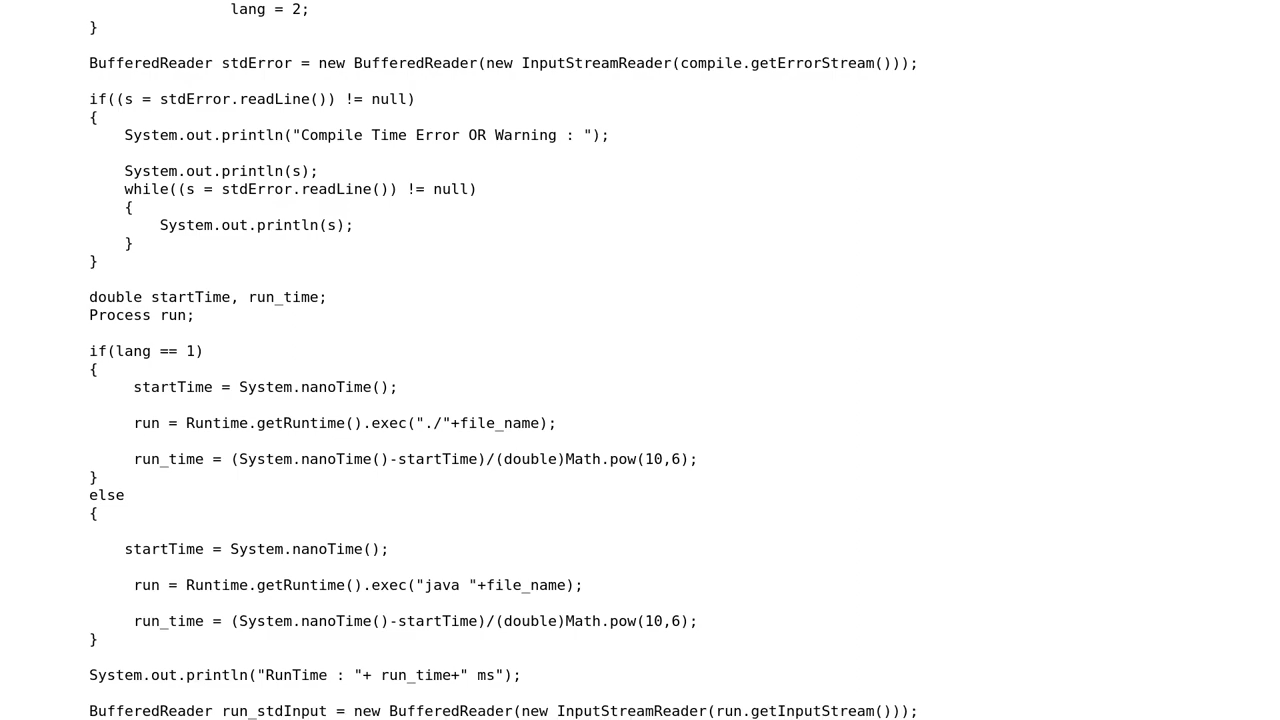 lang = 2;
}
BufferedReader stdError = new BufferedReader(new InputStreamReader(compile.getErrorStream()));
if((s = stdError.readLine()) != null)
{
System.out.println("Compile Time Error OR Warning : ");
System.out.println(s);
while((s = stdError.readLine()) != null)
{
System.out.println(s);
}
}
double startTime, run_time;
Process run;
if(lang == 1)
{
startTime = System.nanoTime();
run = Runtime.getRuntime().exec("./"+file_name);
run_time = (System.nanoTime()-startTime)/(double)Math.pow(10,6);
}
else
{
startTime = System.nanoTime();
run = Runtime.getRuntime().exec("java "+file_name);
run_time = (System.nanoTime()-startTime)/(double)Math.pow(10,6);
}
System.out.println("RunTime : "+ run_time+" ms");
BufferedReader run_stdInput = new BufferedReader(new InputStreamReader(run.getInputStream()));